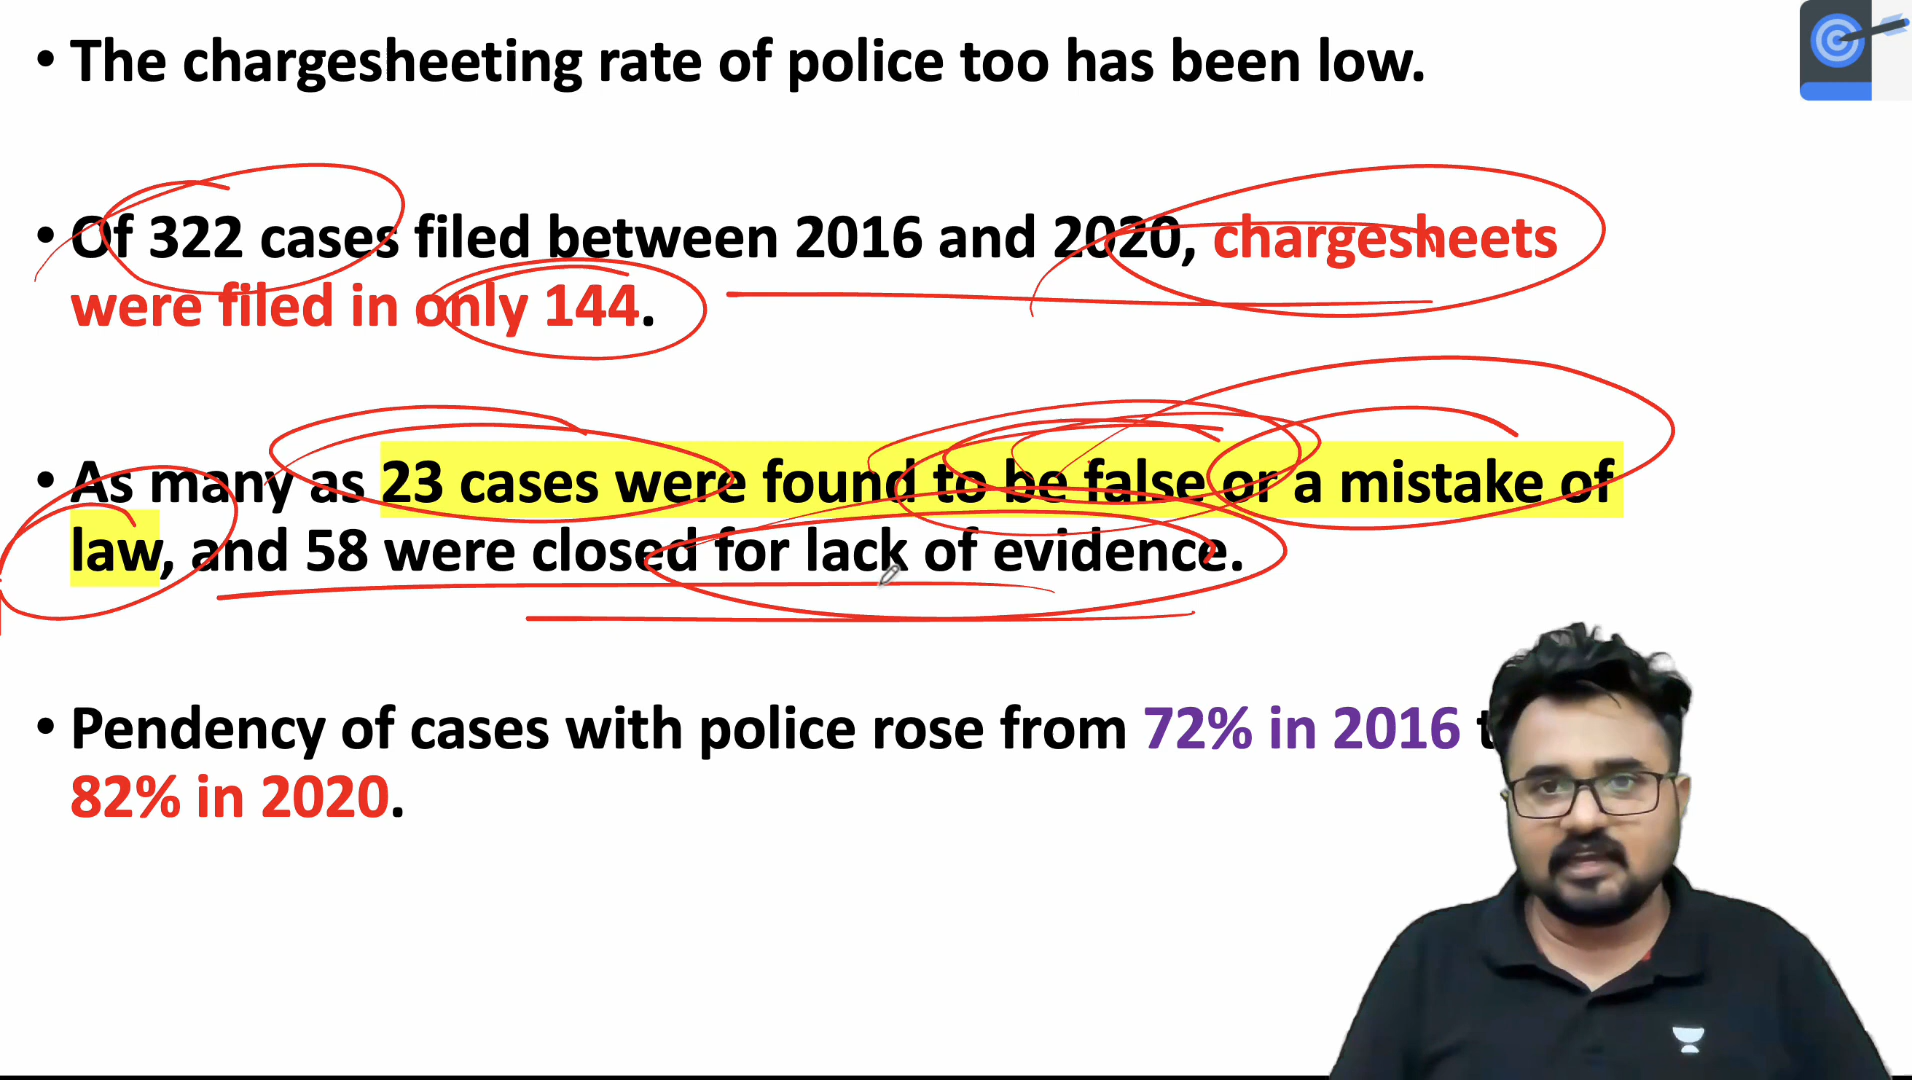 • The chargesheeting rate of police too has been low.
• Of 322 cases filed between 2016 and 2020, chargesheets
were filed in only 144.
• As many as 23 cases were found to be false or a mistake of
law, and 58 were closed for lack of evidence.
• Pendency of cases with police rose from 72% in 2016
82% in 2020.